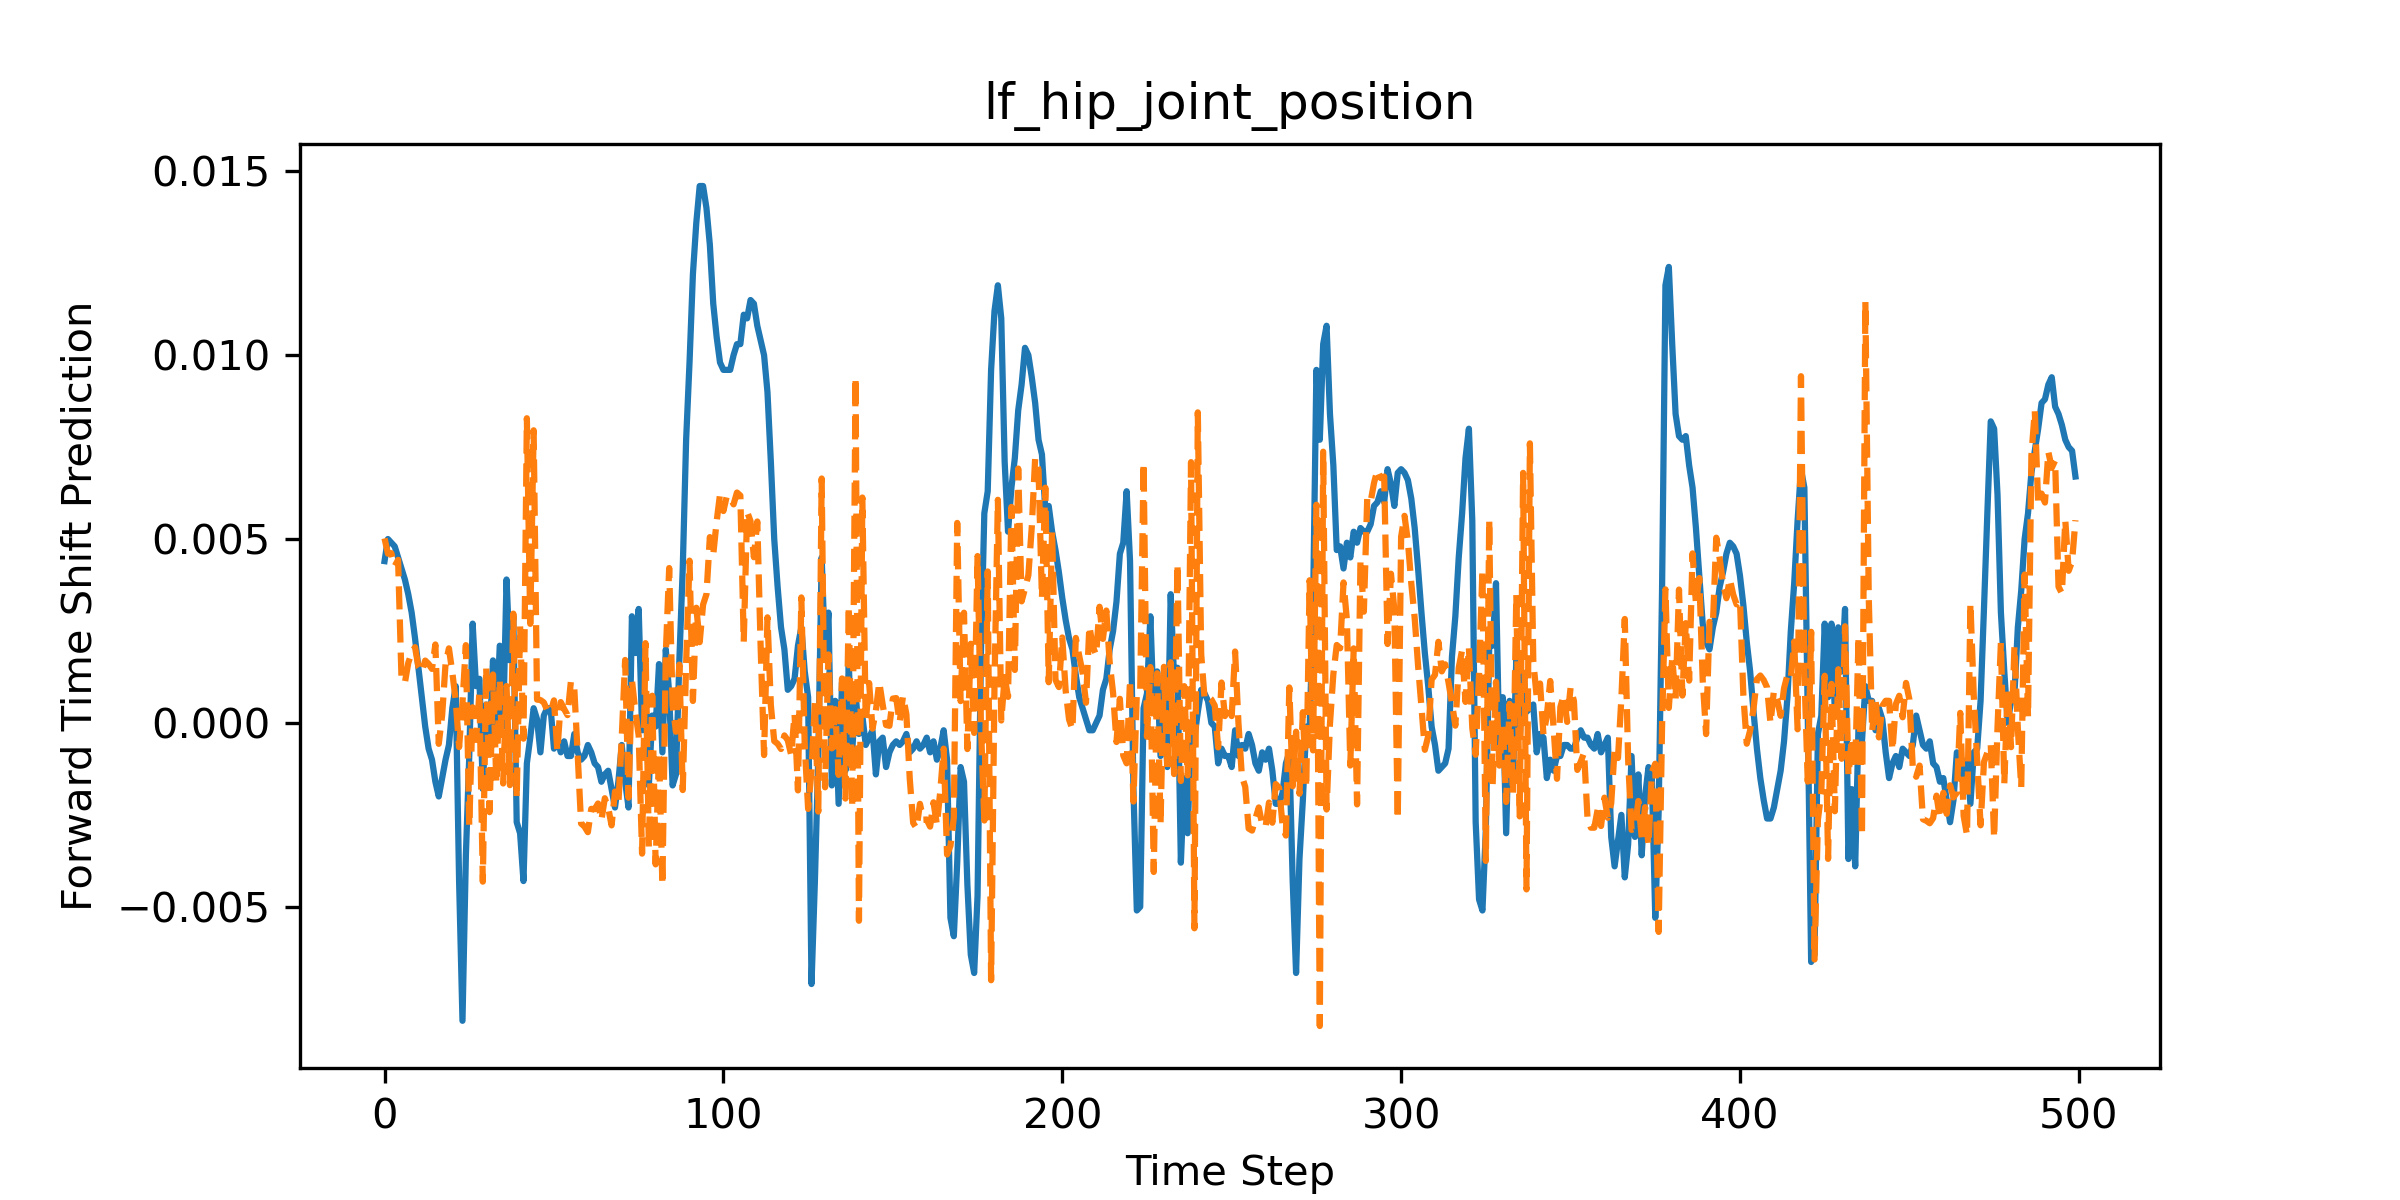 lf_hip_joint_position
Forward Time Shift Prediction
0.015
0.010
0.005
0.000
−0.005
0 100 200 300 400 500
Time Step